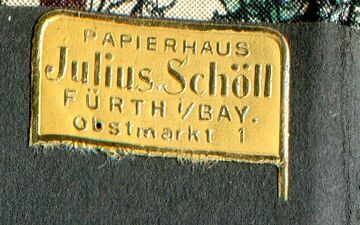 PAPIERHAUS
Julius Schöll
FÜRTH i/BAY.
Obstmarkt 1